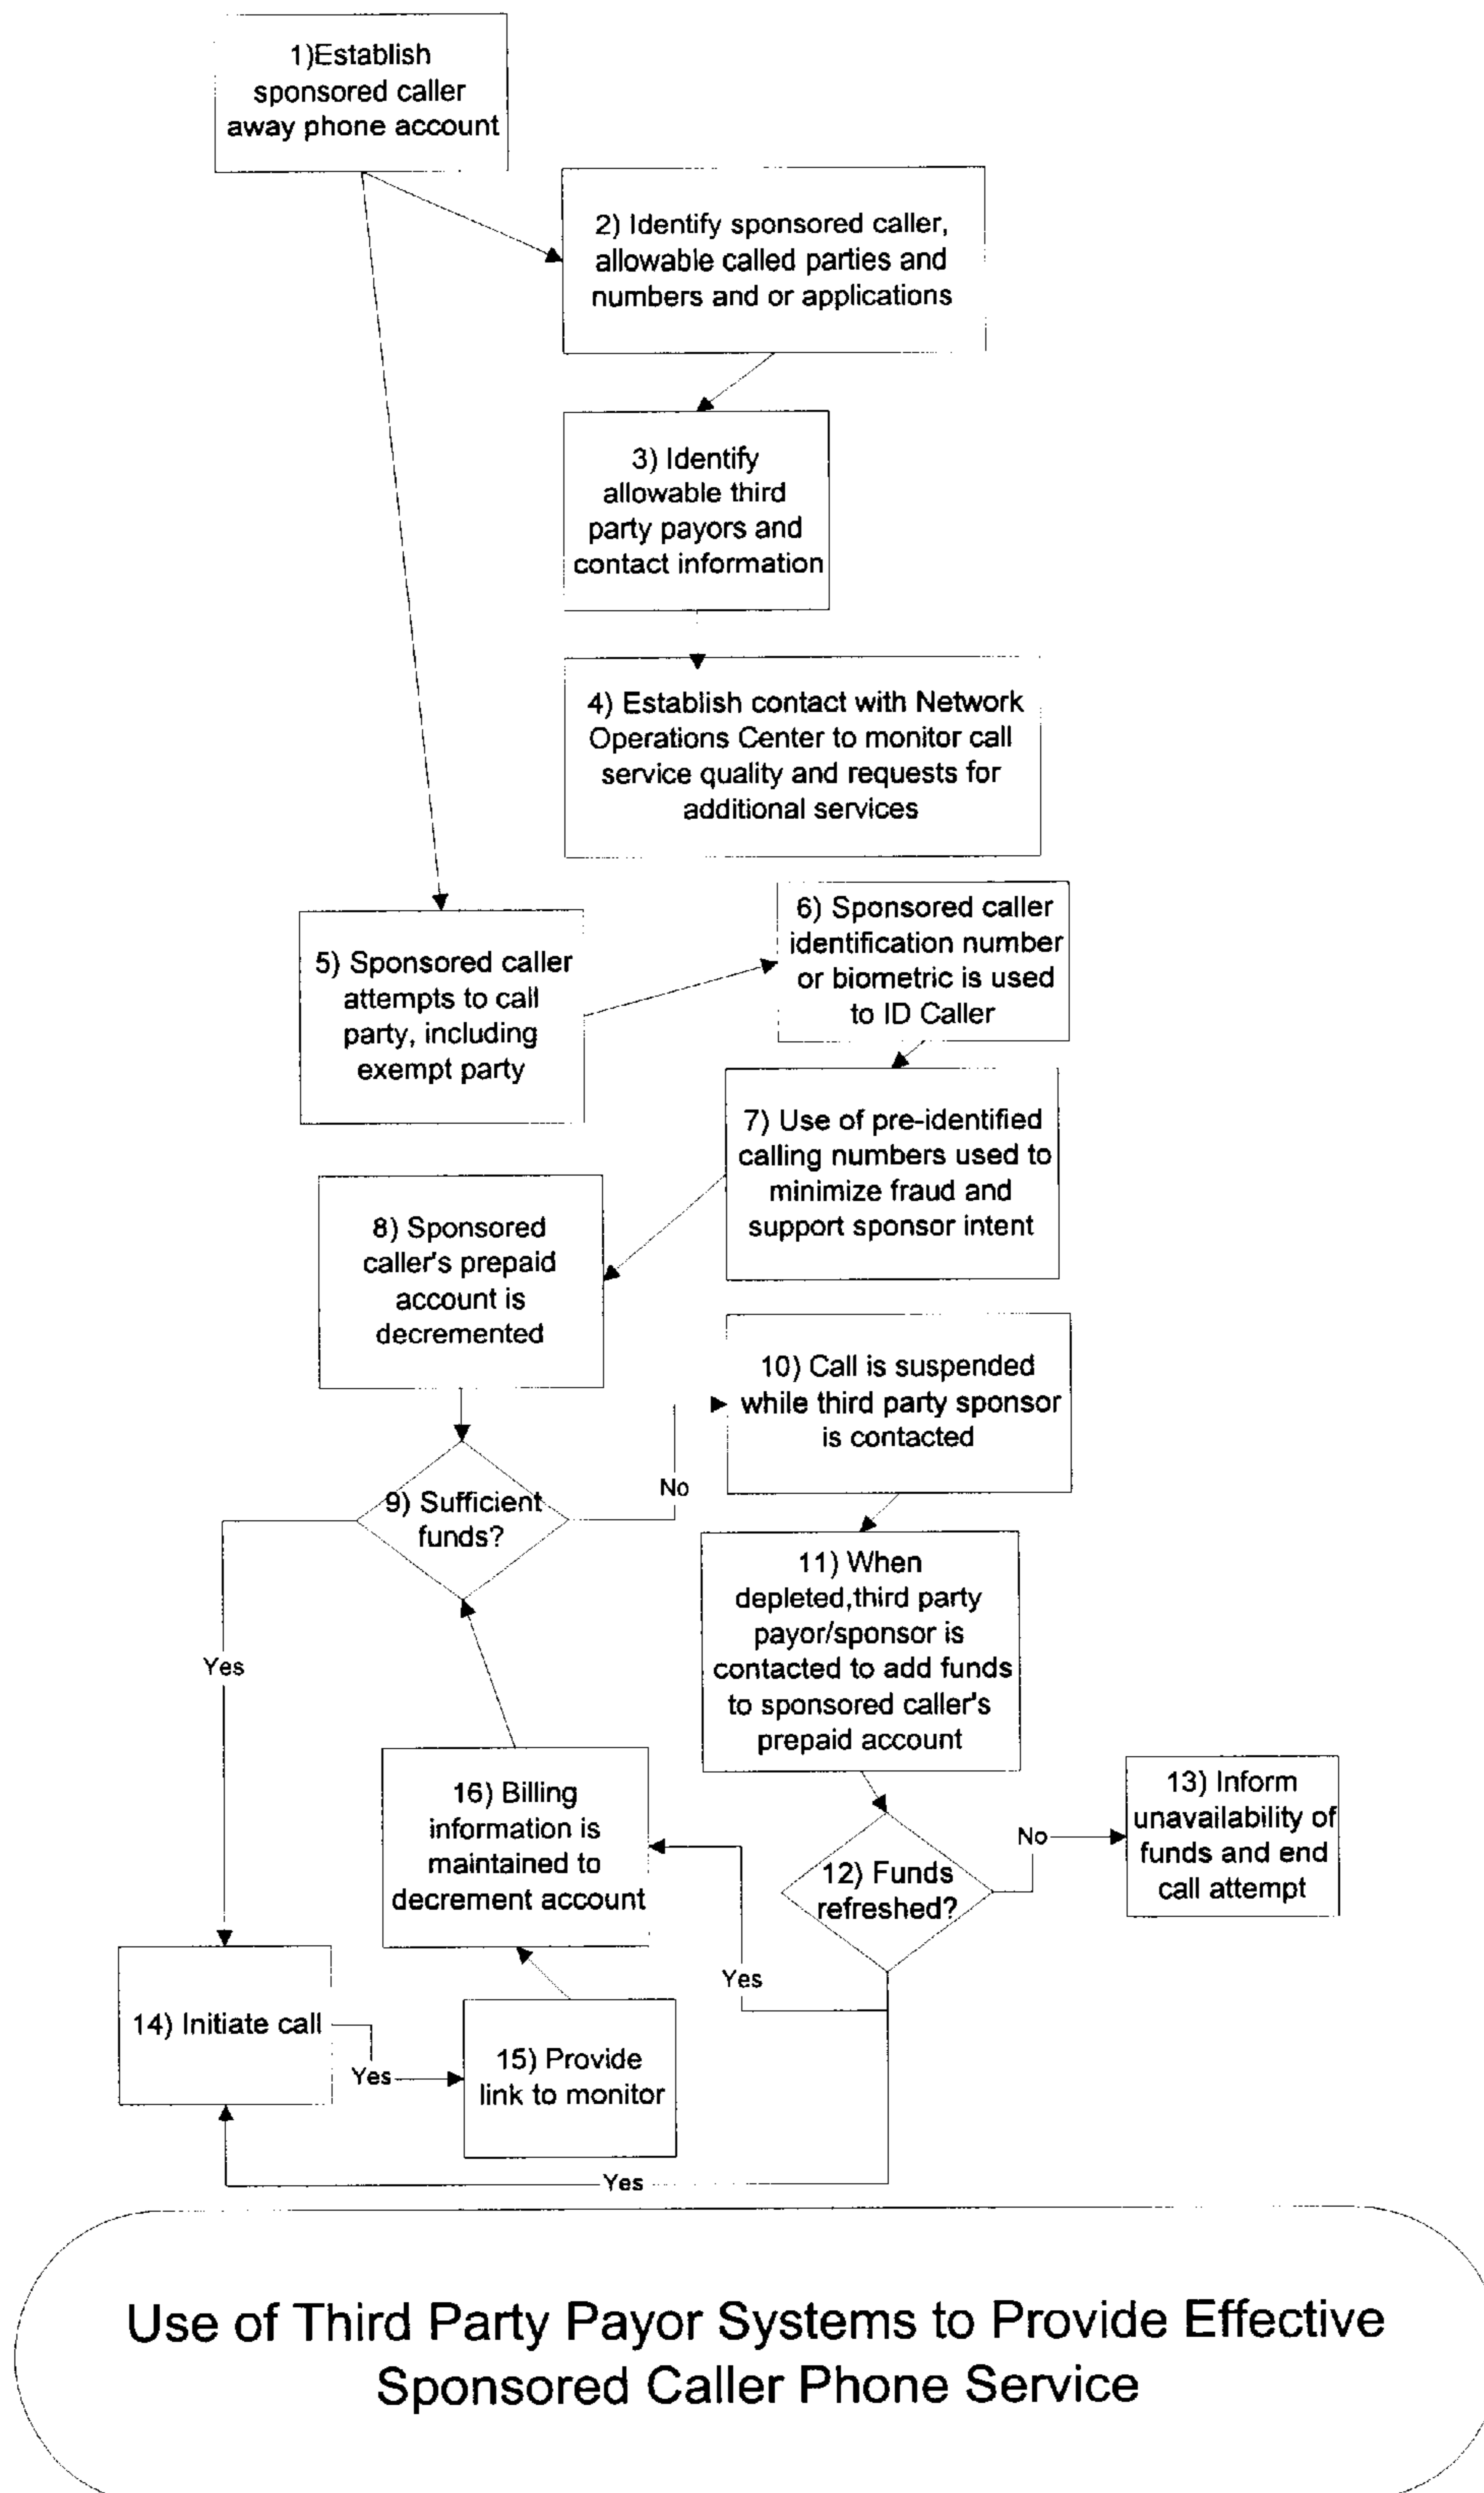 1)Establish
sponsored caller
away phone account
2) Identify sponsored caller,
allowable called parties and
numbers and or applications
3) Identify
allowable third
party payors and
contact information
4) Establish contact with Network
Operations Center to monitor call
service quality and requests for
additional services
5) Sponsored caller
attempts to call
party, including
exempt party
6) Sponsored caller
identification number
or biometric is used
to ID Caller
7) Use of pre-identified
calling numbers used to
minimize fraud and
support sponsor intent
8) Sponsored
caller's prepaid
account is
decremented
9) Sufficient
funds?
No
Yes
10) Call is suspended
while third party sponsor
is contacted
11) When
depleted,third party
payor/sponsor is
contacted to add funds
to sponsored caller's
prepaid account
12) Funds
refreshed?
No
13) Inform
unavailability of
funds and end
call attempt
Yes
16) Billing
information is
maintained to
decrement account
14) Initiate call
Yes
15) Provide
link to monitor
Yes
Use of Third Party Payor Systems to Provide Effective
Sponsored Caller Phone Service